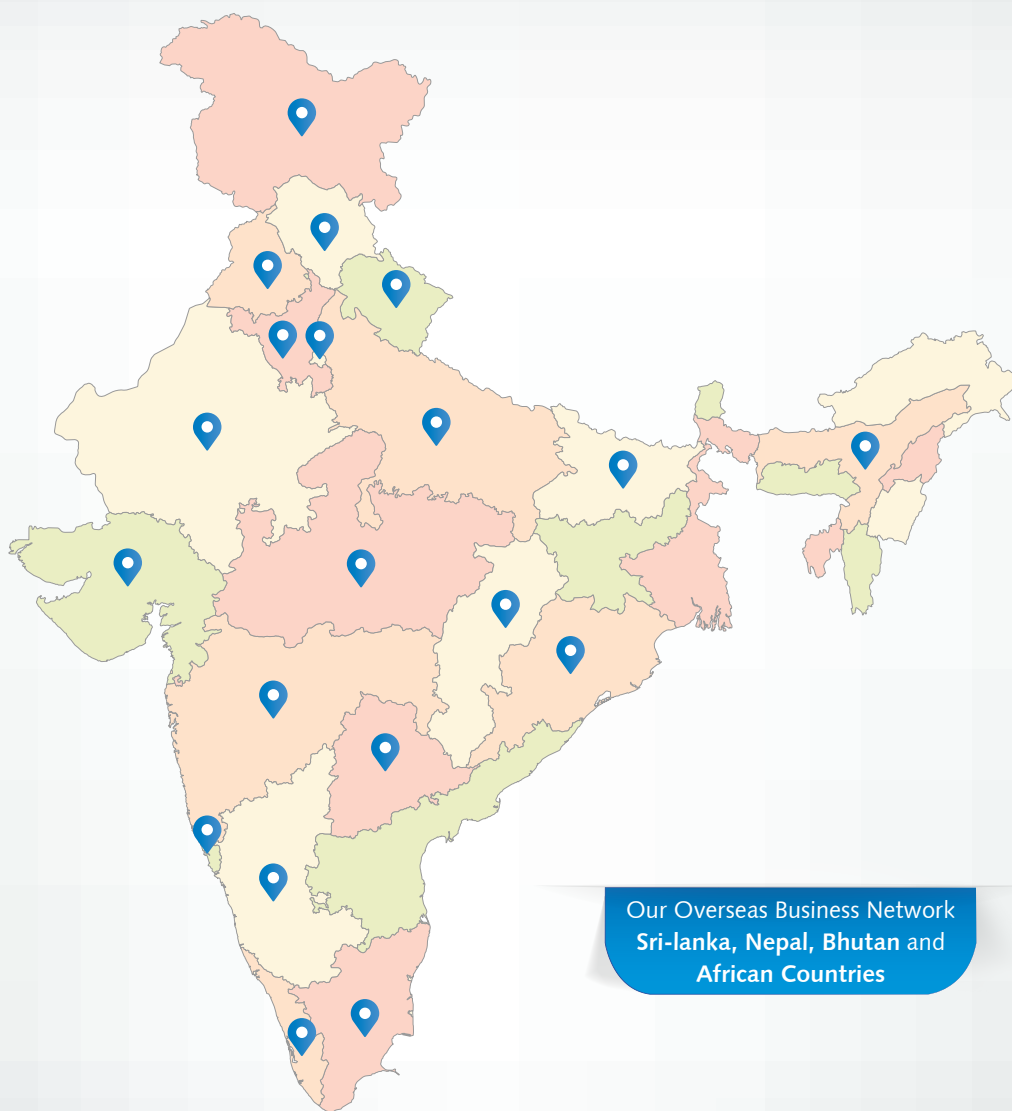 Our Overseas Business Network
Sri-lanka, Nepal, Bhutan and
African Countries